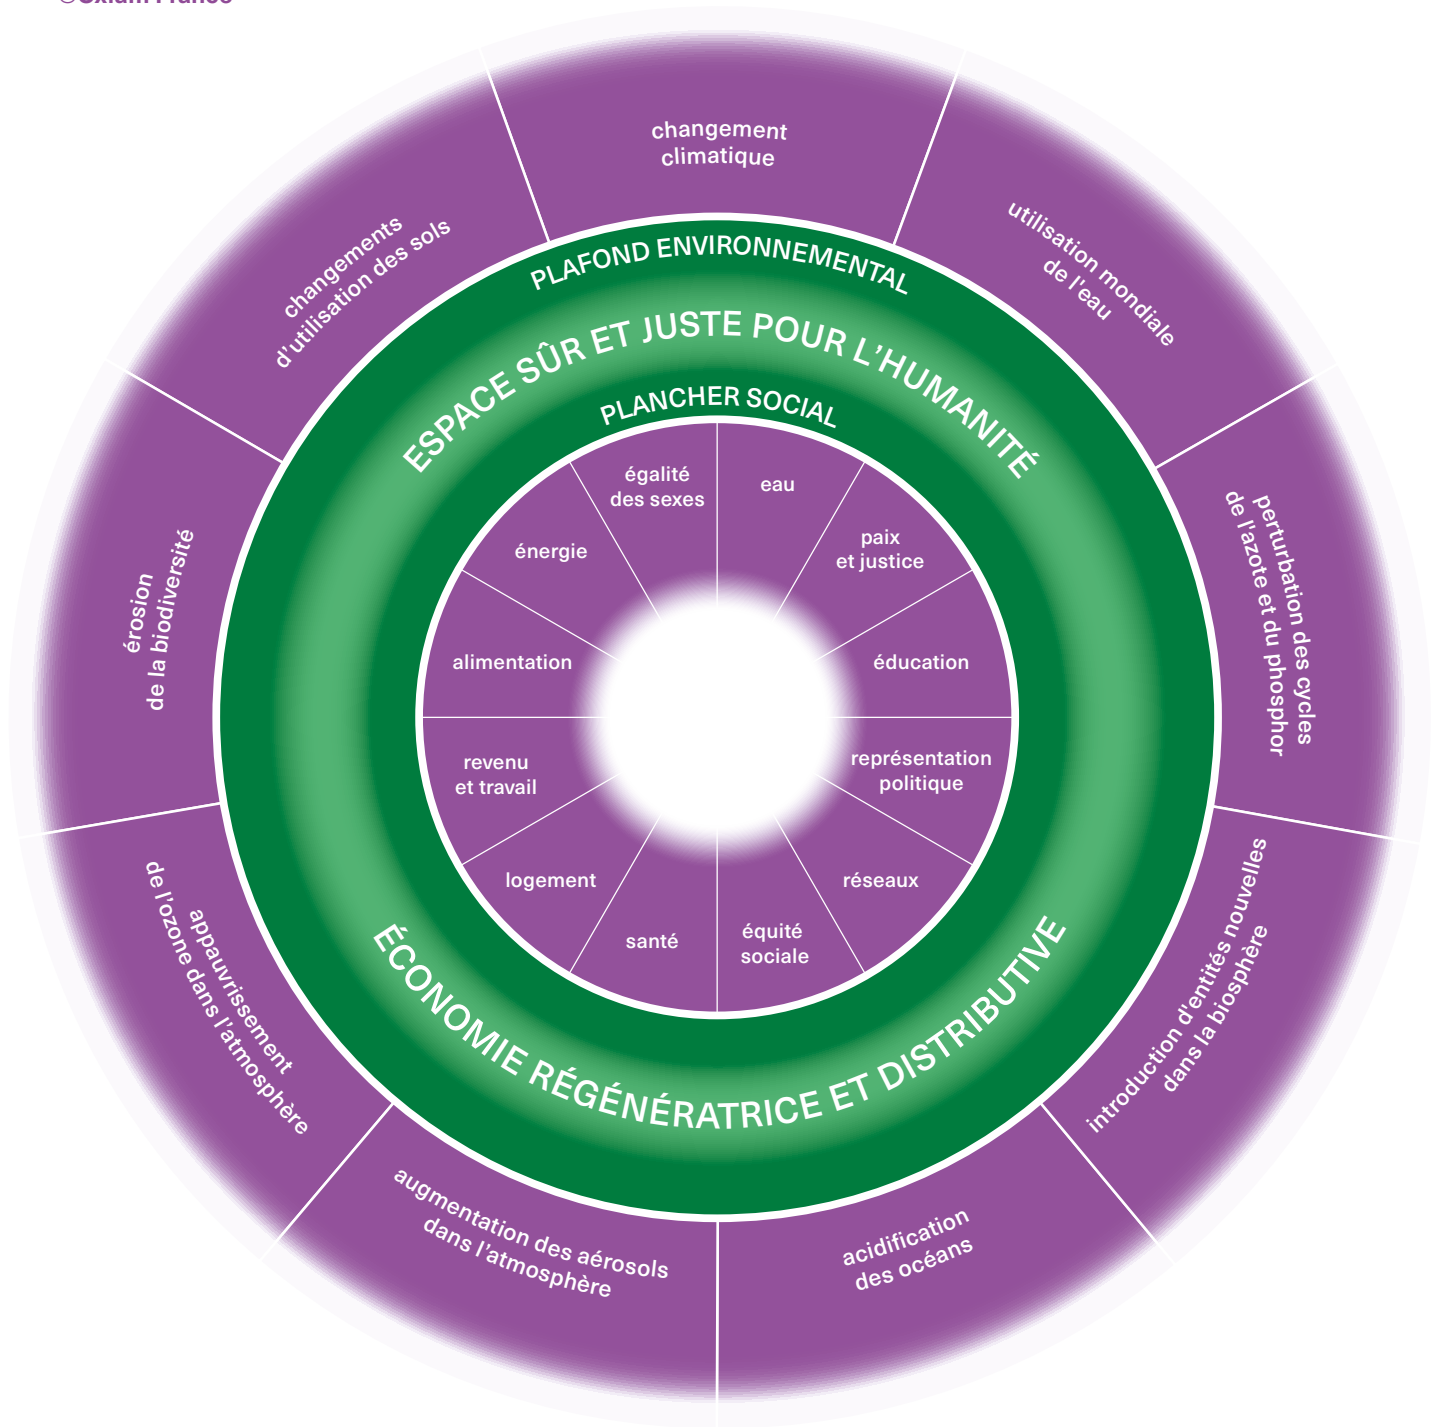 ©Oxfam France
changement
climatique
utilisation mondiale
de l'eau
perturbation des cycles
de l'azote et du phosphor
introduction d'entités nouvelles
dans la biosphère
acidification
des océans
augmentation des aérosols
dans l'atmosphère
appauvrissement
de l'ozone dans l'atmosphère
érosion
de la biodiversité
changements
d'utilisation des sols
PLAFOND ENVIRONNEMENTAL
ESPACE SÛR ET JUSTE POUR L'HUMANITÉ
PLANCHER SOCIAL
eau
paix
et justice
éducation
représentation
politique
réseaux
équité
sociale
santé
logement
revenu
et travail
alimentation
énergie
égalité
des sexes
ÉCONOMIE RÉGÉNÉRATRICE ET DISTRIBUTIVE